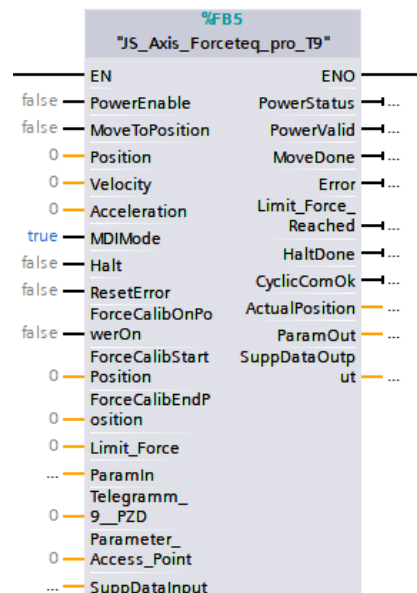 %FB5
"JS_Axis_Forceteq_pro_T9"
EN ENO
false PowerEnable PowerStatus ...
false MoveToPosition PowerValid ...
0 Position MoveDone ...
0 Velocity Error ...
0 Acceleration Limit_Force_
Reached ...
true MDIMode
false Halt HaltDone ...
false ResetError CyclicComOk ...
ForceCalibOnPo
false werOn ActualPosition ...
ParamOut ...
ForceCalibStart SuppDataOutp
0 Position ut ...
ForceCalibEndP
0 osition
0 Limit_Force
... ParamIn
Telegramm_
0 9__PZD
Parameter_
0 Access_Point
... SuppDataInput